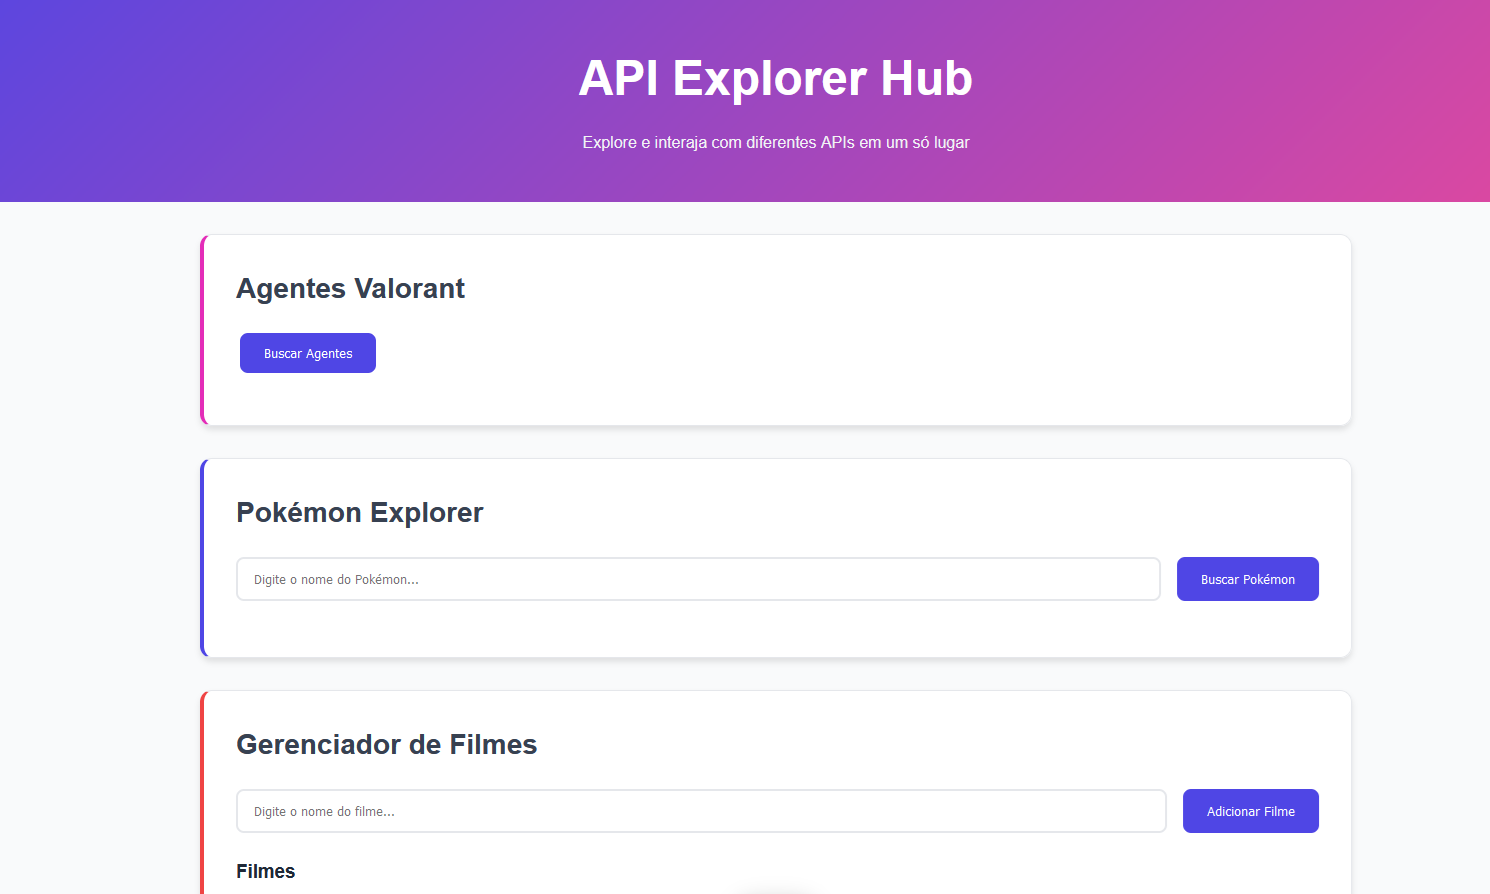 API Explorer Hub
Explore e interaja com diferentes APIs em um só lugar
Agentes Valorant
Buscar Agentes
Pokémon Explorer
Digite o nome do Pokémon...
Buscar Pokémon
Gerenciador de Filmes
Digite o nome do filme...
Adicionar Filme
Filmes